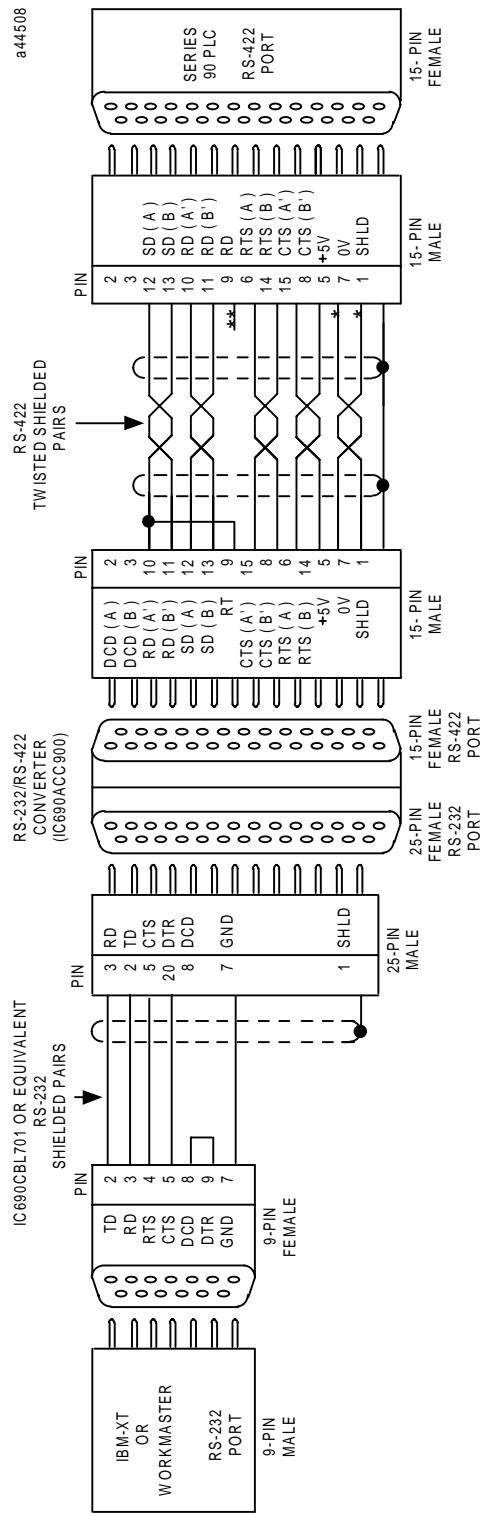 a44508
IBM-XT
OR
WORKMASTER
RS-232
PORT
9-PIN
MALE
IC690CBL701 OR EQUIVALENT
RS-232
SHIELDED PAIRS
PIN
TD 2
RD 3
RTS 4
CTS 5
DCD 8
DTR 9
GND 7
9-PIN
FEMALE
PIN
3 RD
2 TD
5 CTS
20 DTR
8 DCD
7 GND
1 SHLD
25-PIN
MALE
RS-232/RS-422
CONVERTER
(IC690ACC900)
25-PIN
FEMALE
RS-232
PORT
15-PIN
FEMALE
RS-422
PORT
PIN
DCD (A) 2
DCD (B) 3
RD (A') 10
RD (B') 11
SD (A) 12
SD (B) 13
RT 9
CTS (A') 15
CTS (B') 8
RTS (A) 6
RTS (B) 14
+5V 5
0V 7
SHLD 1
15- PIN
MALE
RS-422
TWISTED SHIELDED
PAIRS
**
*
*
PIN
2
3
12 SD (A)
13 SD (B)
10 RD (A')
11 RD (B')
9 RD
6 RTS (A)
14 RTS (B)
15 CTS (A')
8 CTS (B')
5 +5V
7 0V
1 SHLD
15- PIN
MALE
SERIES
90 PLC
RS-422
PORT
15- PIN
FEMALE